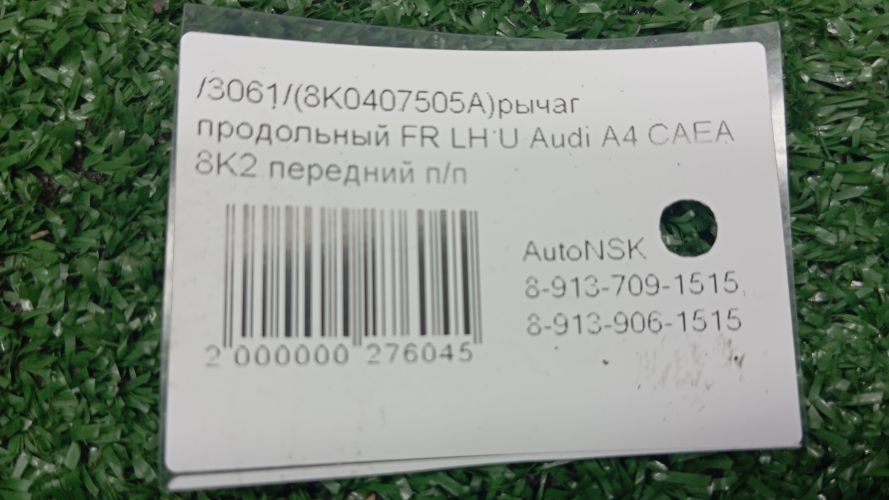 /3061/(8K0407505A)рычаг
продольный FR LH U Audi A4 CAEA
8K2 передний п/п
AutoNSK
8-913-709-1515,
8-913-906-1515
2 000000 276045